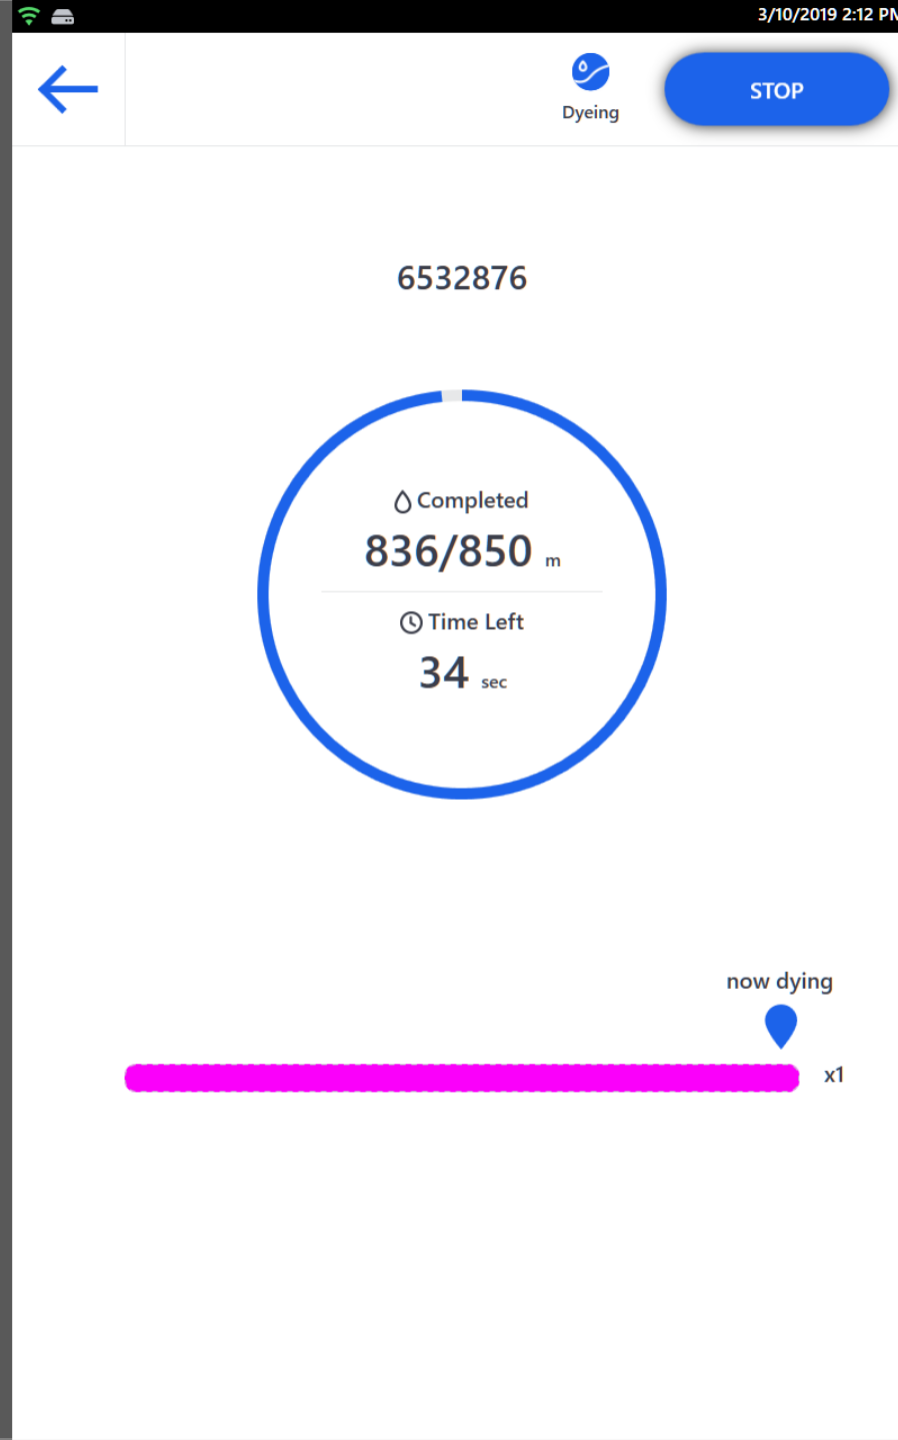 3/10/2019 2:12 PM
Dyeing
STOP
6532876
Completed
836/850 m
Time Left
34 sec
now dying
x1